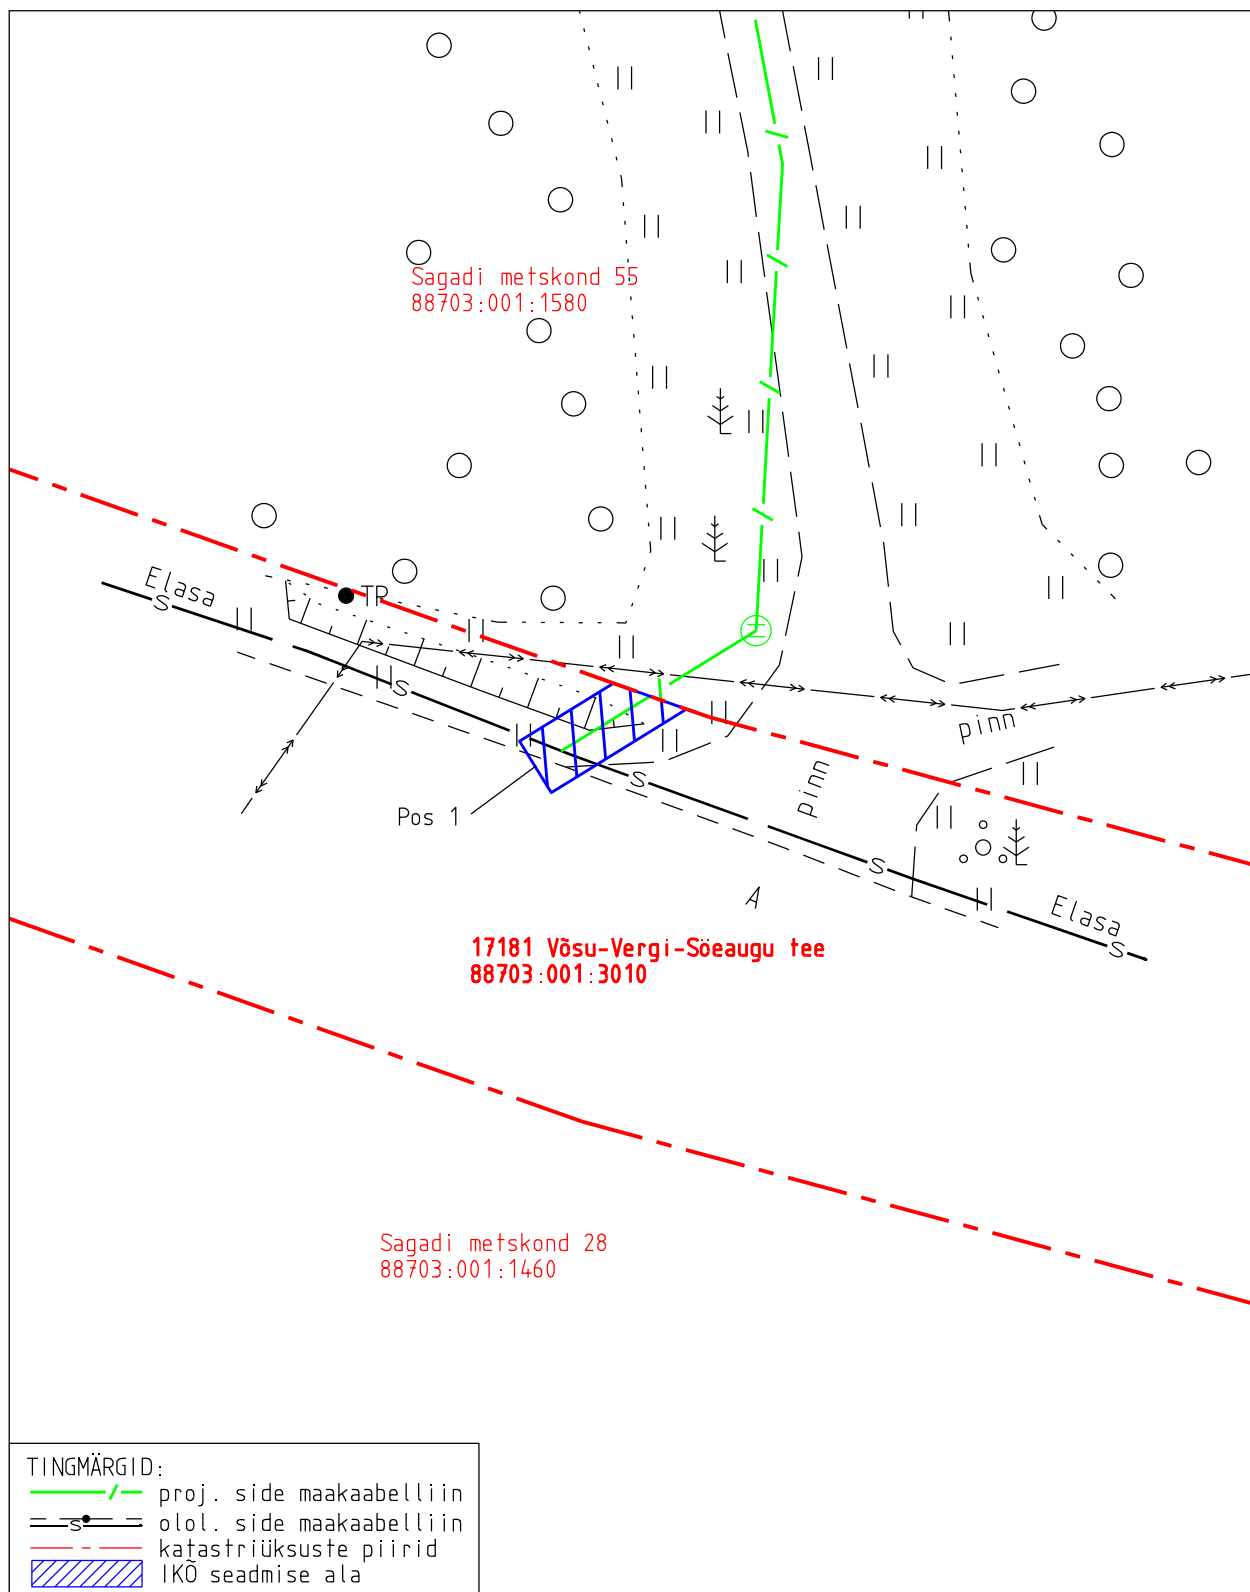 Sagadi metskond 55
88703:001:1580
Elasa
S
TP
S
pinn
S
pinn
Pos 1
S
A
Elasa
S
17181 Võsu-Vergi-Söeaugu tee
88703:001:3010
Sagadi metskond 28
88703:001:1460
TINGMÄRGID:
proj. side maakaabelliin
S
olol. side maakaabelliin
katastriüksuste piirid
IKÕ seadmise ala